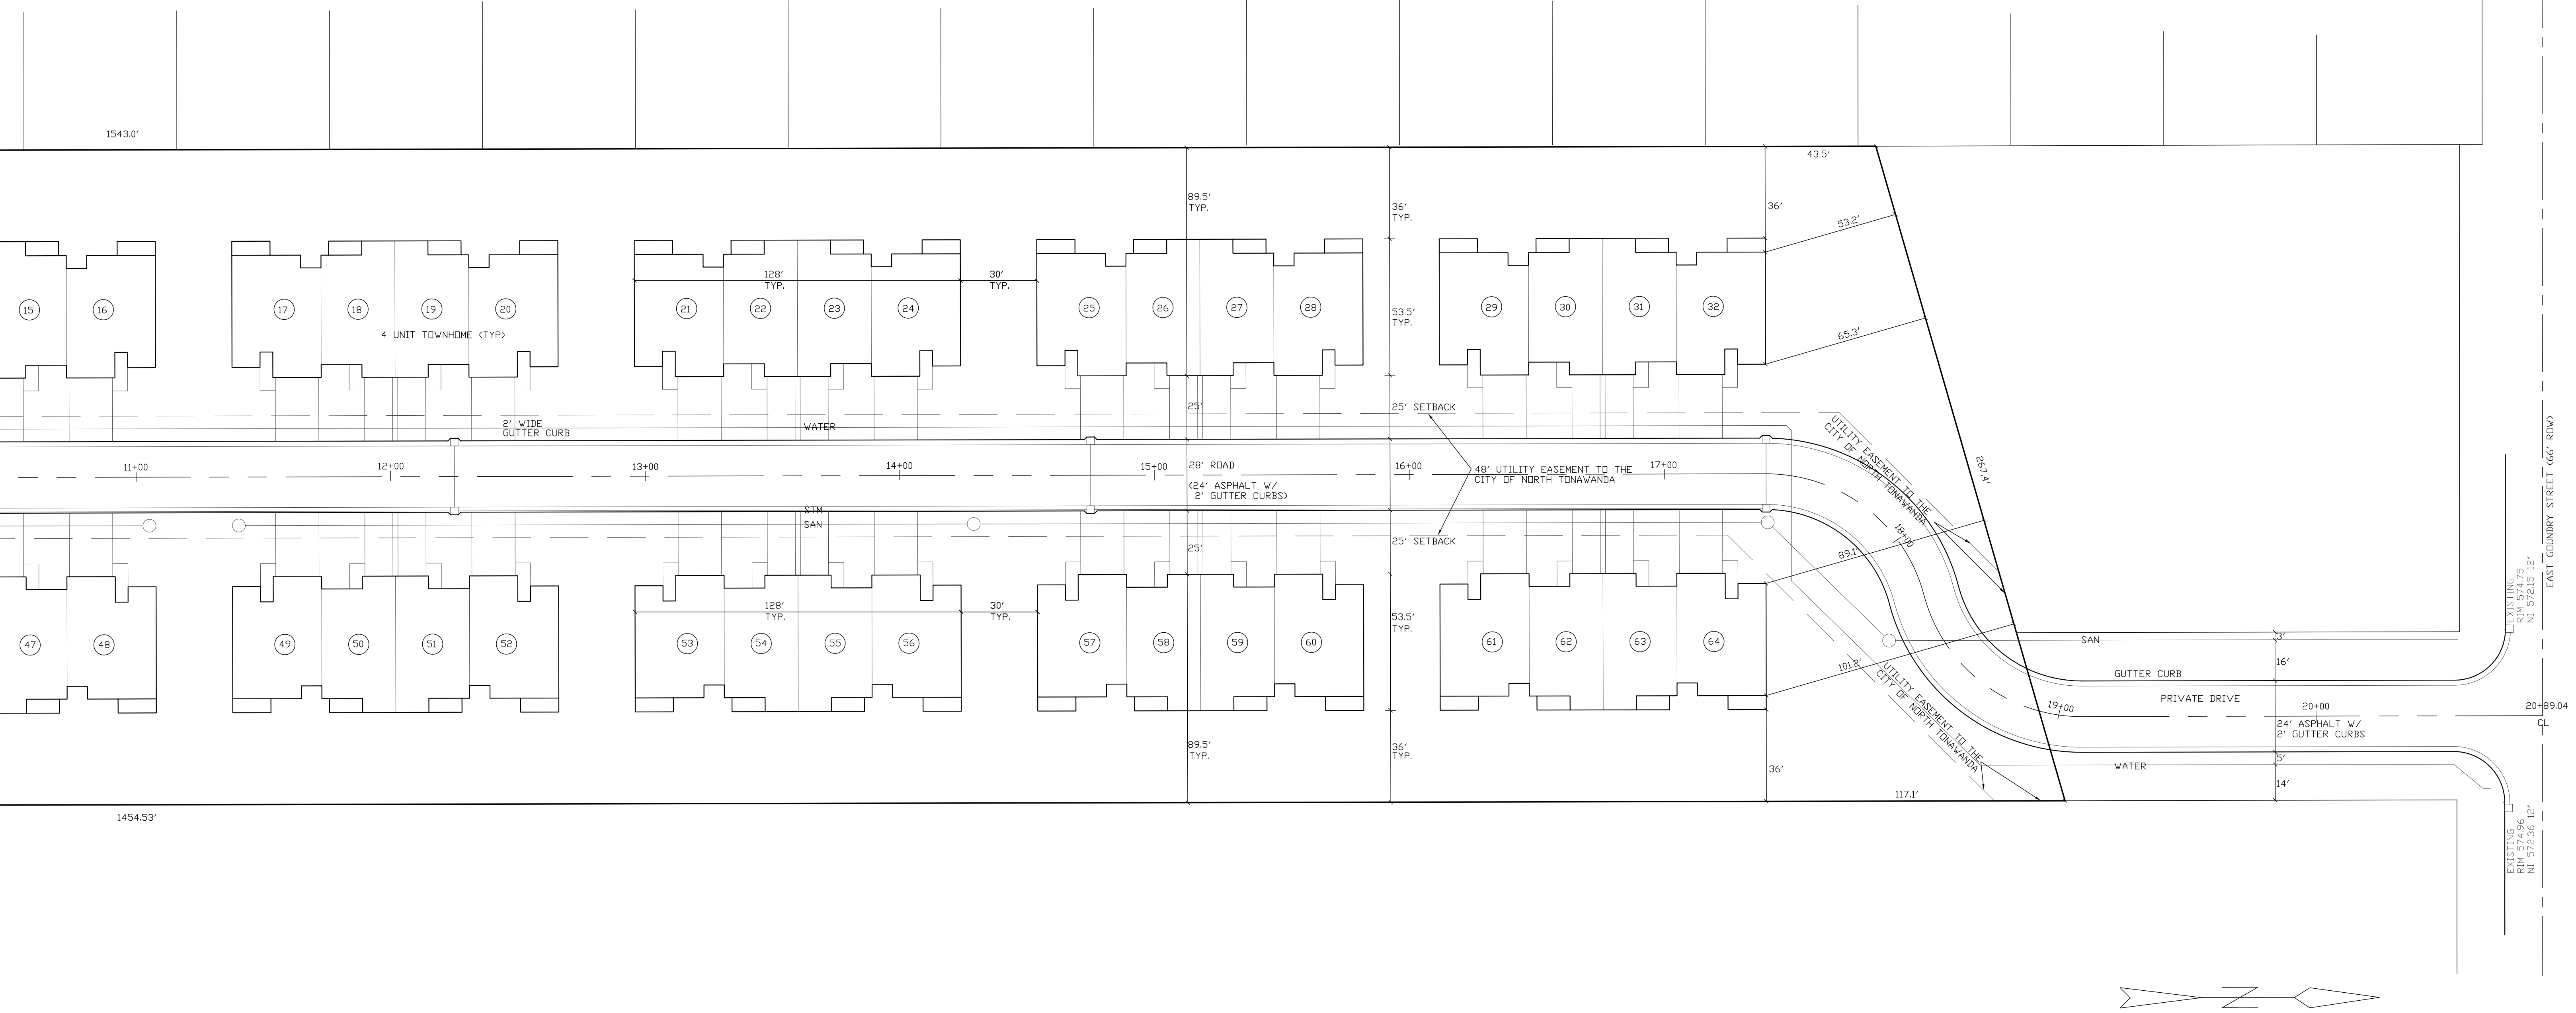 1543.0'
43.5'
89.5'
TYP.
36'
TYP.
36'
53.2'
128'
TYP.
30'
TYP.
15
16
17
18
19
20
21
22
23
24
25
26
27
28
29
30
31
32
53.5'
TYP.
65.3'
4 UNIT TOWNHOME (TYP)
25'
25' SETBACK
2' WIDE
GUTTER CURB
WATER
UTILITY EASEMENT TO THE
CITY OF NORTH TONAWANDA
267.4'
11+00
12+00
13+00
14+00
15+00
16+00
17+00
18+00
19+00
20+00
20+89.04
CL
28' ROAD
(24' ASPHALT W/
2' GUTTER CURBS)
48' UTILITY EASEMENT TO THE
CITY OF NORTH TONAWANDA
STM
SAN
25'
25' SETBACK
89.1'
EAST GOUNDRY STREET (66' ROW)
EXISTING
RIM 574.75
NI 572.15 12"
128'
TYP.
30'
TYP.
53.5'
TYP.
47
48
49
50
51
52
53
54
55
56
57
58
59
60
61
62
63
64
101.2'
UTILITY EASEMENT TO THE
CITY OF NORTH TONAWANDA
SAN
3'
16'
GUTTER CURB
PRIVATE DRIVE
24' ASPHALT W/
2' GUTTER CURBS
5'
WATER
14'
89.5'
TYP.
36'
TYP.
36'
117.1'
1454.53'
EXISTING
RIM 574.96
NI 572.36 12"
N